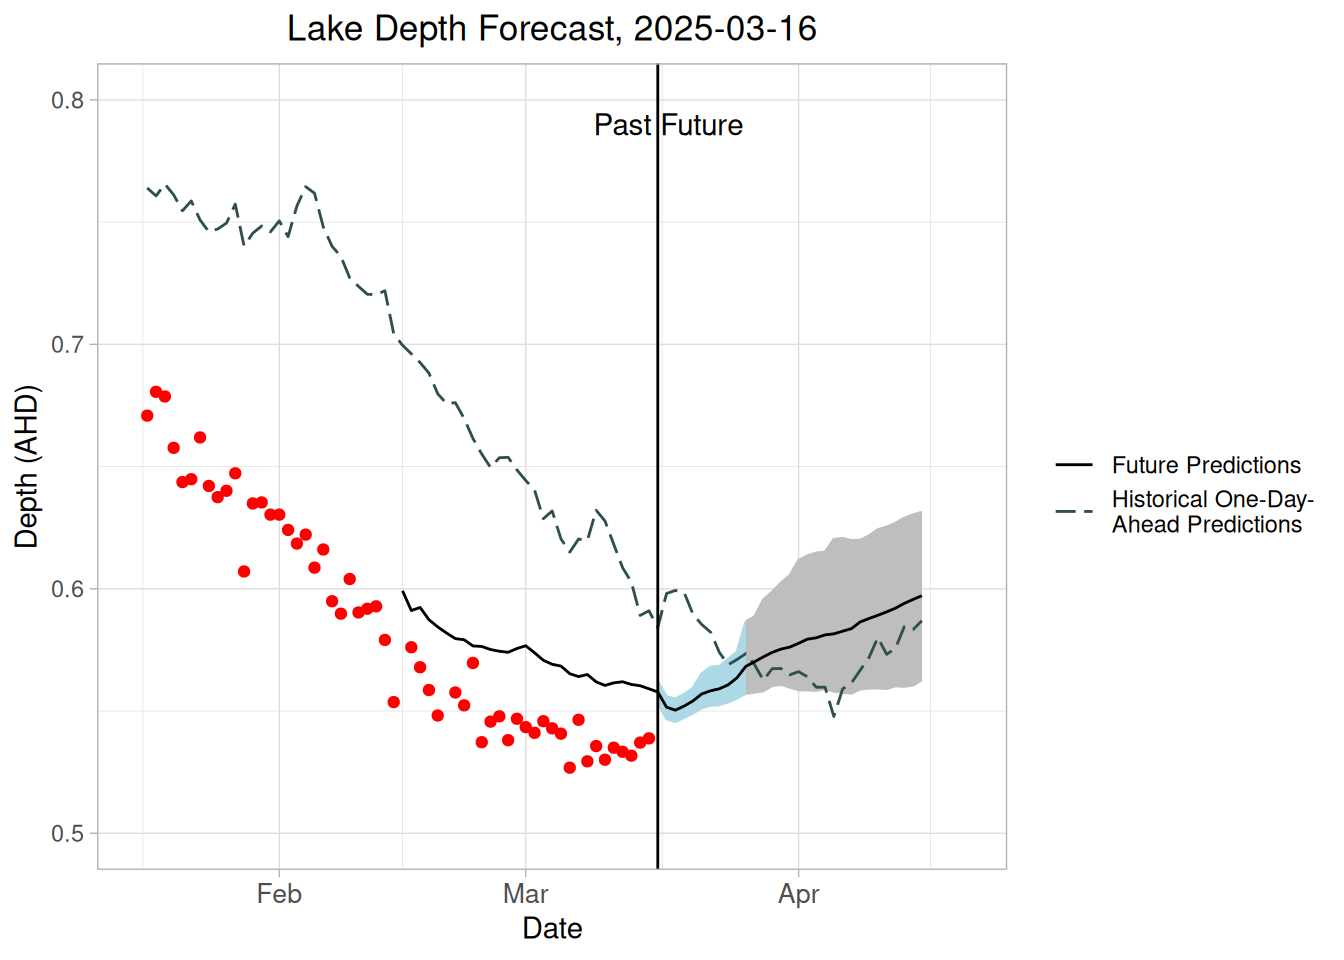 Lake Depth Forecast, 2025-03-16
Past Future
0.8
0.7
0.6
0.5
Depth (AHD)
Feb Mar Apr
Date
Future Predictions
Historical One-Day-
Ahead Predictions